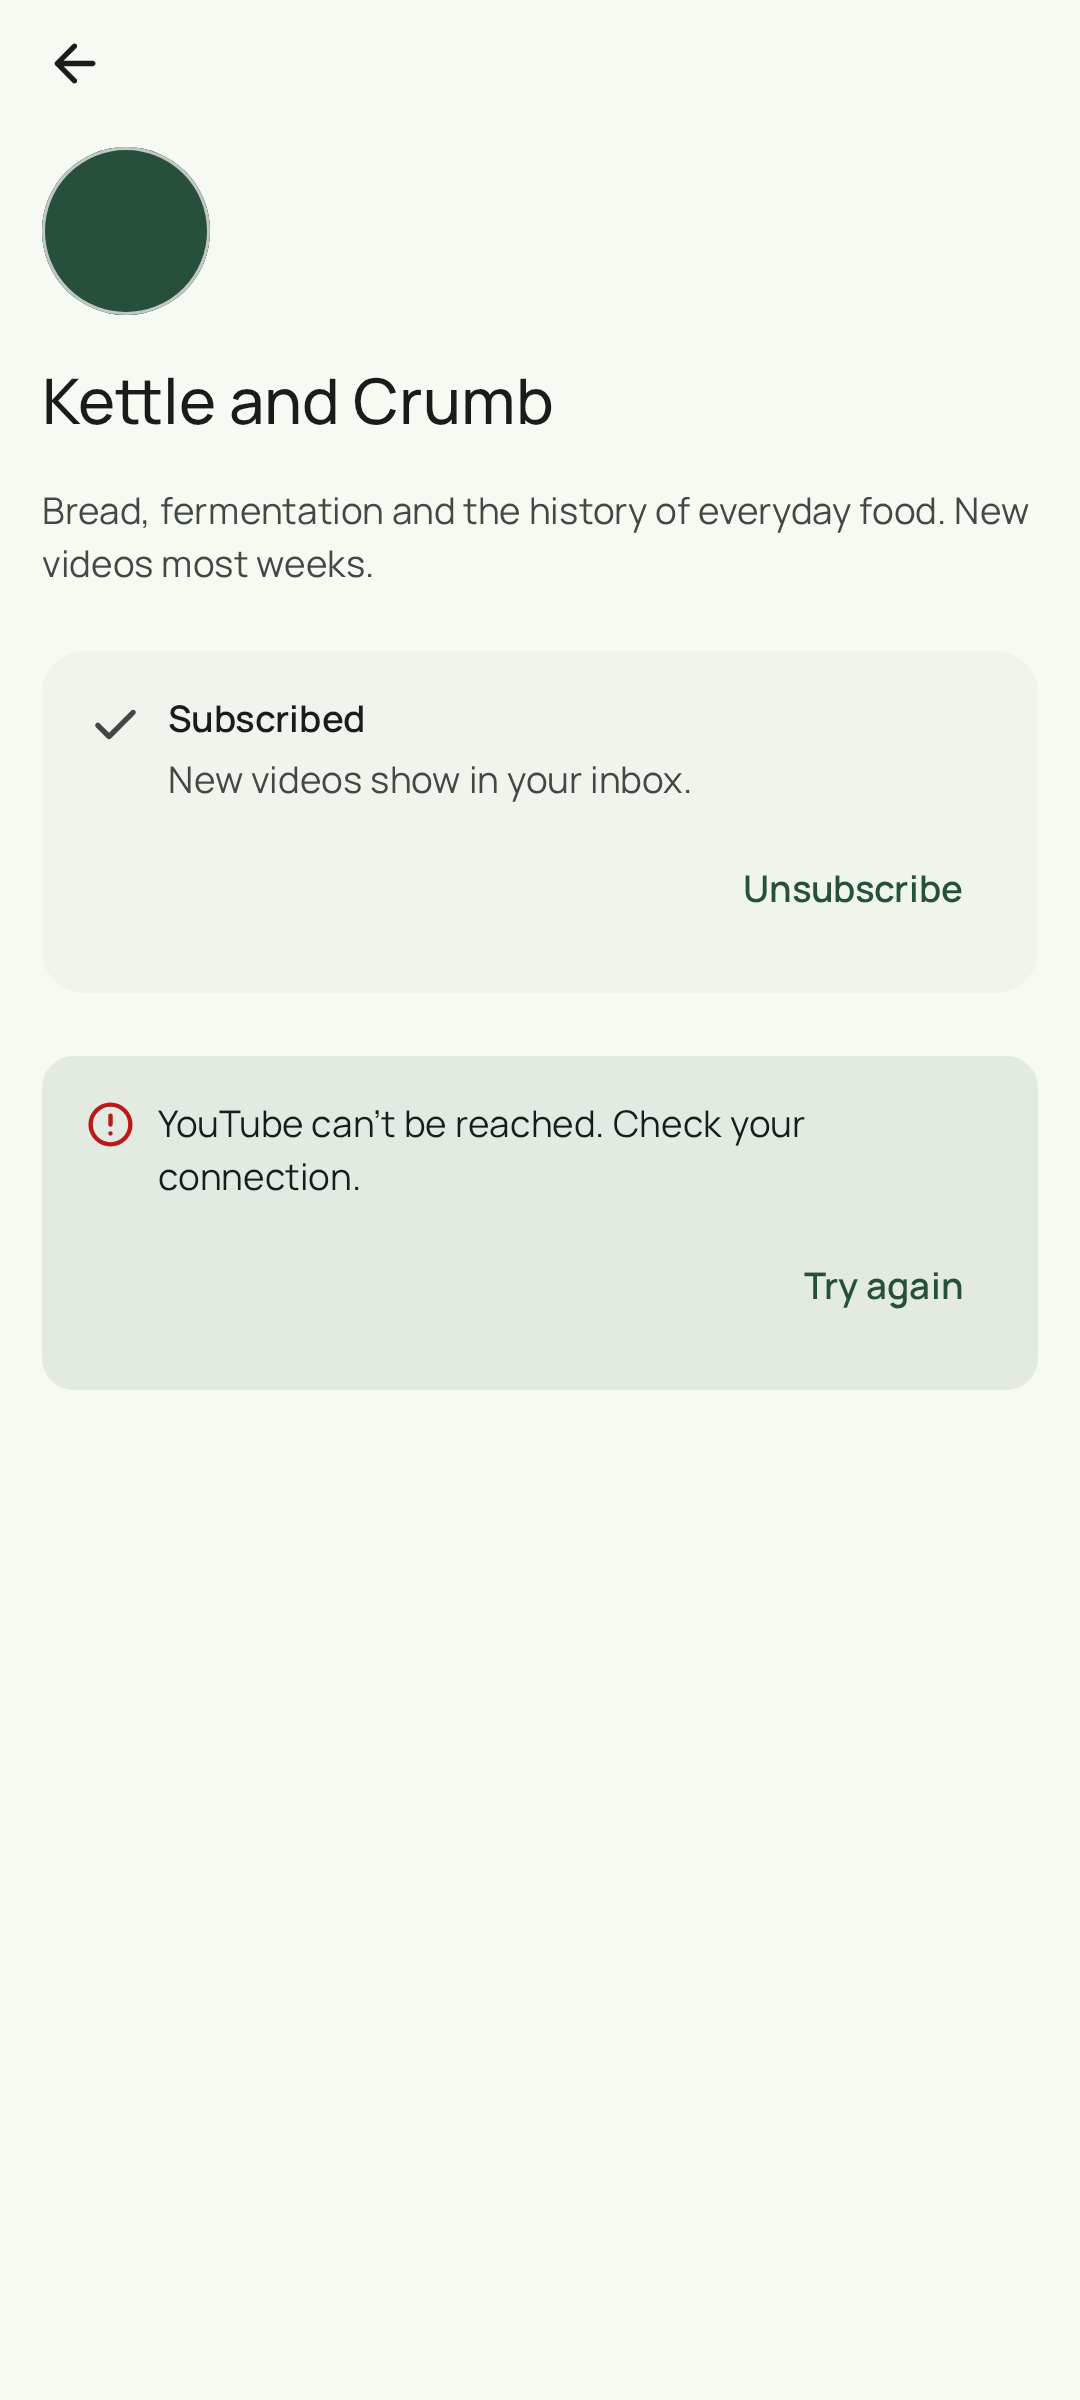 Kettle and Crumb
Bread, fermentation and the history of everyday food. New
videos most weeks.
Subscribed
New videos show in your inbox.
Unsubscribe
YouTube can’t be reached. Check your
connection.
Try again